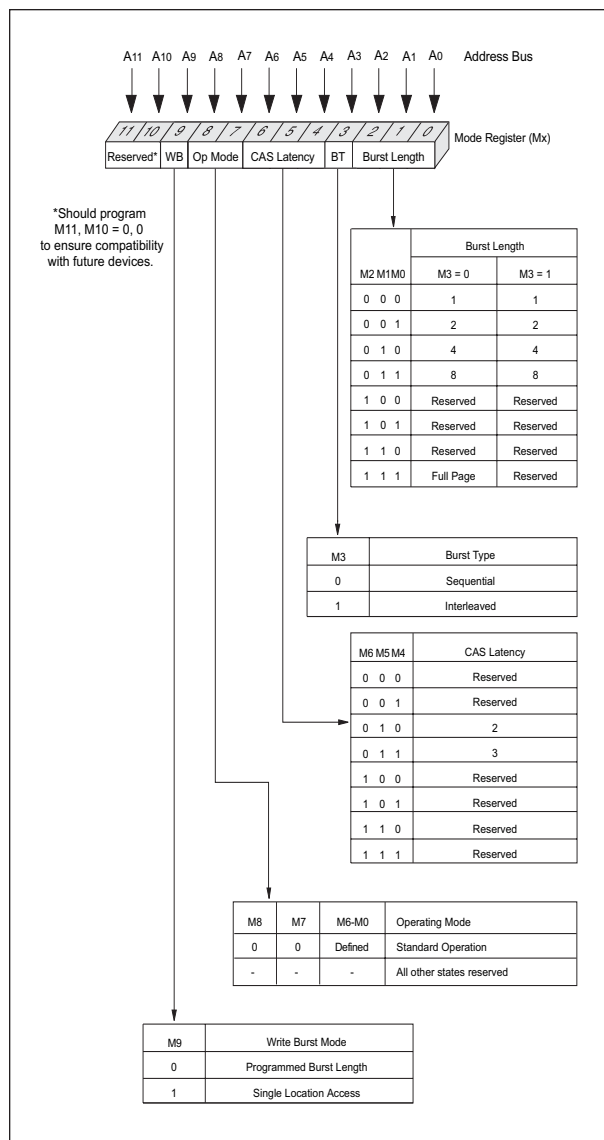 A11 A10 A9 A8 A7 A6 A5 A4 A3 A2 A1 A0 Address Bus
11 10 9 8 7 6 5 4 3 2 1 0
Mode Register (Mx)
Reserved* WB Op Mode CAS Latency BT Burst Length
*Should program
M11, M10 = 0, 0
to ensure compatibility
with future devices.
Burst Length
M2 M1 M0 M3 = 0 M3 = 1
0 0 0 1 1
0 0 1 2 2
0 1 0 4 4
0 1 1 8 8
1 0 0 Reserved Reserved
1 0 1 Reserved Reserved
1 1 0 Reserved Reserved
1 1 1 Full Page Reserved
M3 Burst Type
0 Sequential
1 Interleaved
M6 M5 M4 CAS Latency
0 0 0 Reserved
0 0 1 Reserved
0 1 0 2
0 1 1 3
1 0 0 Reserved
1 0 1 Reserved
1 1 0 Reserved
1 1 1 Reserved
M8 M7 M6-M0 Operating Mode
0 0 Defined Standard Operation
- - - All other states reserved
M9 Write Burst Mode
0 Programmed Burst Length
1 Single Location Access